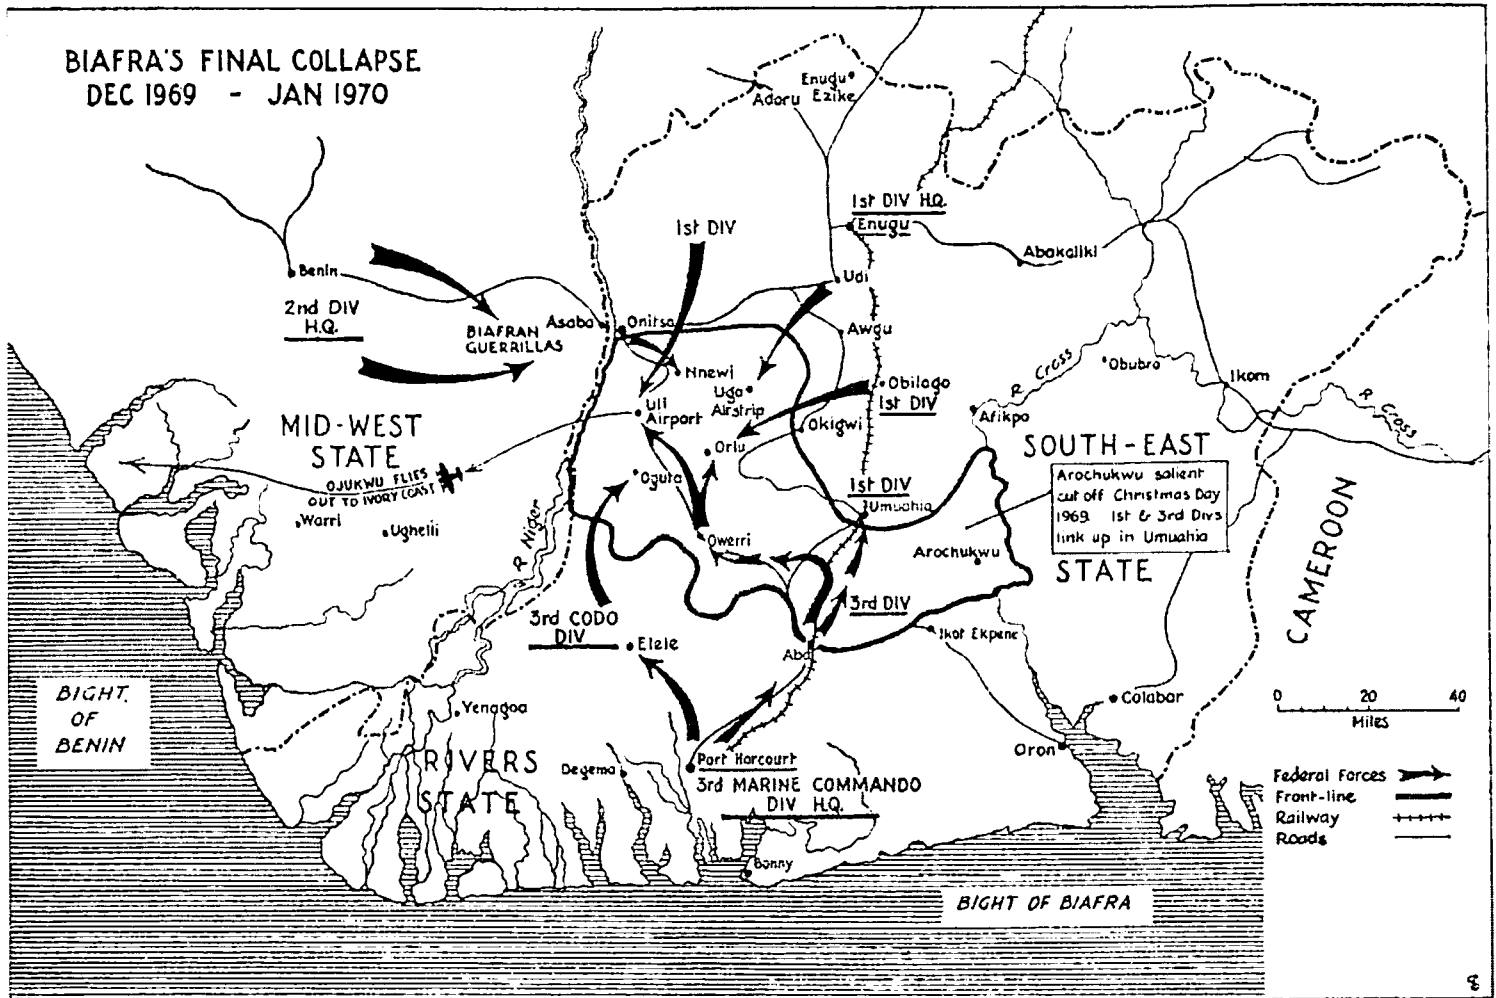 BIAFRA'S FINAL COLLAPSE
DEC 1969 - JAN 1970
Enugu
Ezike
Adoru
1st DIV H.Q.
Enugu
1st DIV
Abakaliki
Benin
Udi
2nd DIV
H.Q.
BIAFRAN
GUERRILLAS
Asaba
Onitsa
Awgu
R Cross
Obubra
Ikom
R Cross
Nnewi
Uga
Airstrip
Obilago
1st DIV
Uli
Airport
Okigwi
Afikpo
MID-WEST
STATE
SOUTH-EAST
Orlu
OJUKWU FLIES
OUT TO IVORY COAST
Oguta
1st DIV
Umuahia
Arochukwu salient
cut off Christmas Day
1969. 1st & 3rd Divs
link up in Umuahia
Warri
Ughelli
R Niger
Owerri
Arochukwu
STATE
CAMEROON
3rd CODO
DIV
3rd DIV
Elele
Aba
Ikot Ekpene
BIGHT
OF
BENIN
Calabar
0 20 40
Miles
Yenagoa
Oron
RIVERS
STATE
Degema
Port Harcourt
3rd MARINE COMMANDO
DIV H.Q.
Federal Forces
Front-line
Railway
Roads
Bonny
BIGHT OF BIAFRA
8